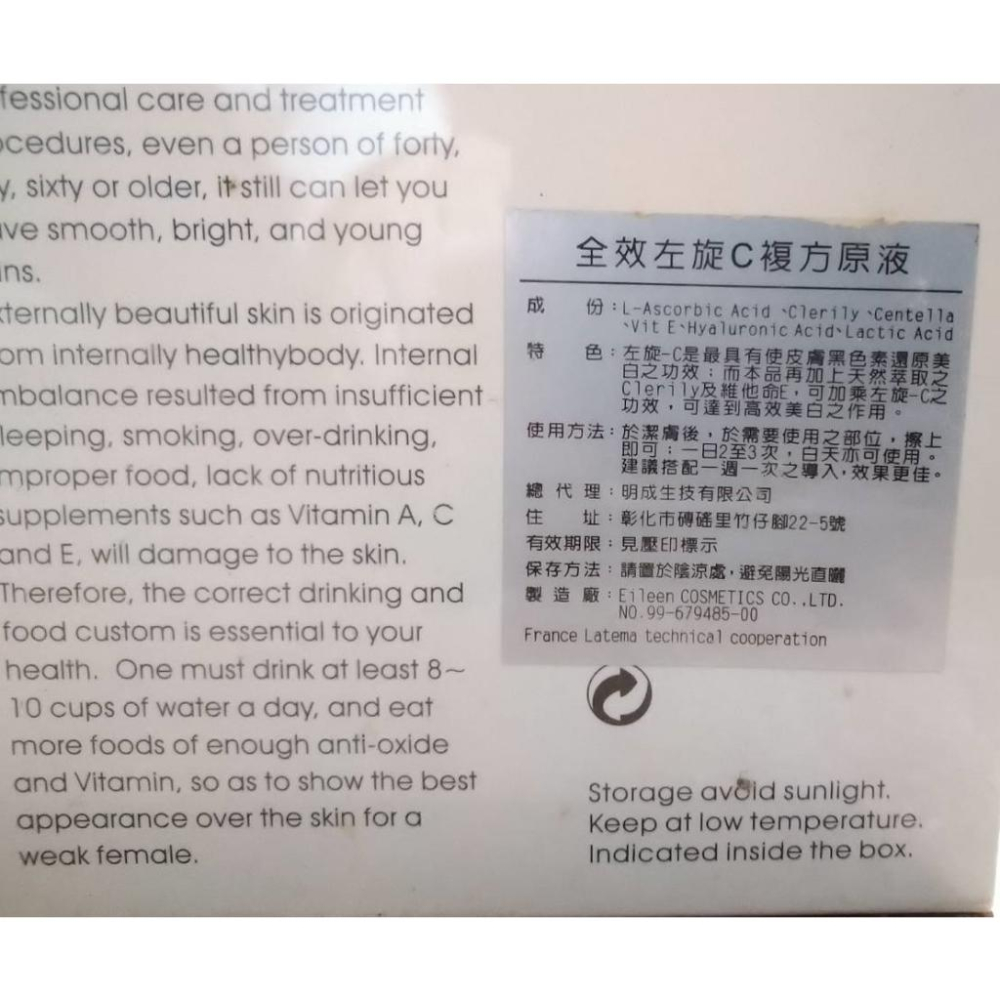 fessional care and treatment
ocedures, even a person of forty,
y, sixty or older, it still can let you
ve smooth, bright, and young
ins.
xternally beautiful skin is originated
om internally healthybody. Internal
mbalance resulted from insufficient
leeping, smoking, over-drinking,
mproper food, lack of nutritious
supplements such as Vitamin A, C
and E, will damage to the skin.
Therefore, the correct drinking and
food custom is essential to your
health. One must drink at least 8~
10 cups of water a day, and eat
more foods of enough anti-oxide
and Vitamin, so as to show the best
appearance over the skin for a
weak female.
全效左旋C複方原液
成 份：L-Ascorbic Acid、Clerily、Centella
、Vit E、Hyaluronic Acid、Lactic Acid
特 色：左旋-C是最具有使皮膚黑色素還原美
白之功效；而本品再加上天然萃取之
Clerily及維他命E，可加乘左旋-C之
功效，可達到高效美白之作用。
使用方法：於潔膚後，於需要使用之部位，擦上
即可：一日2至3次，白天亦可使用。
建議搭配一週一次之導入，效果更佳。
總 代 理：明成生技有限公司
住 址：彰化市磚磘里竹仔腳22-5號
有效期限：見壓印標示
保存方法：請置於陰涼處，避免陽光直曬
製 造 廠：Eileen COSMETICS CO.,LTD.
NO.99-679485-00
France Latema technical cooperation
Storage avoid sunlight.
Keep at low temperature.
Indicated inside the box.